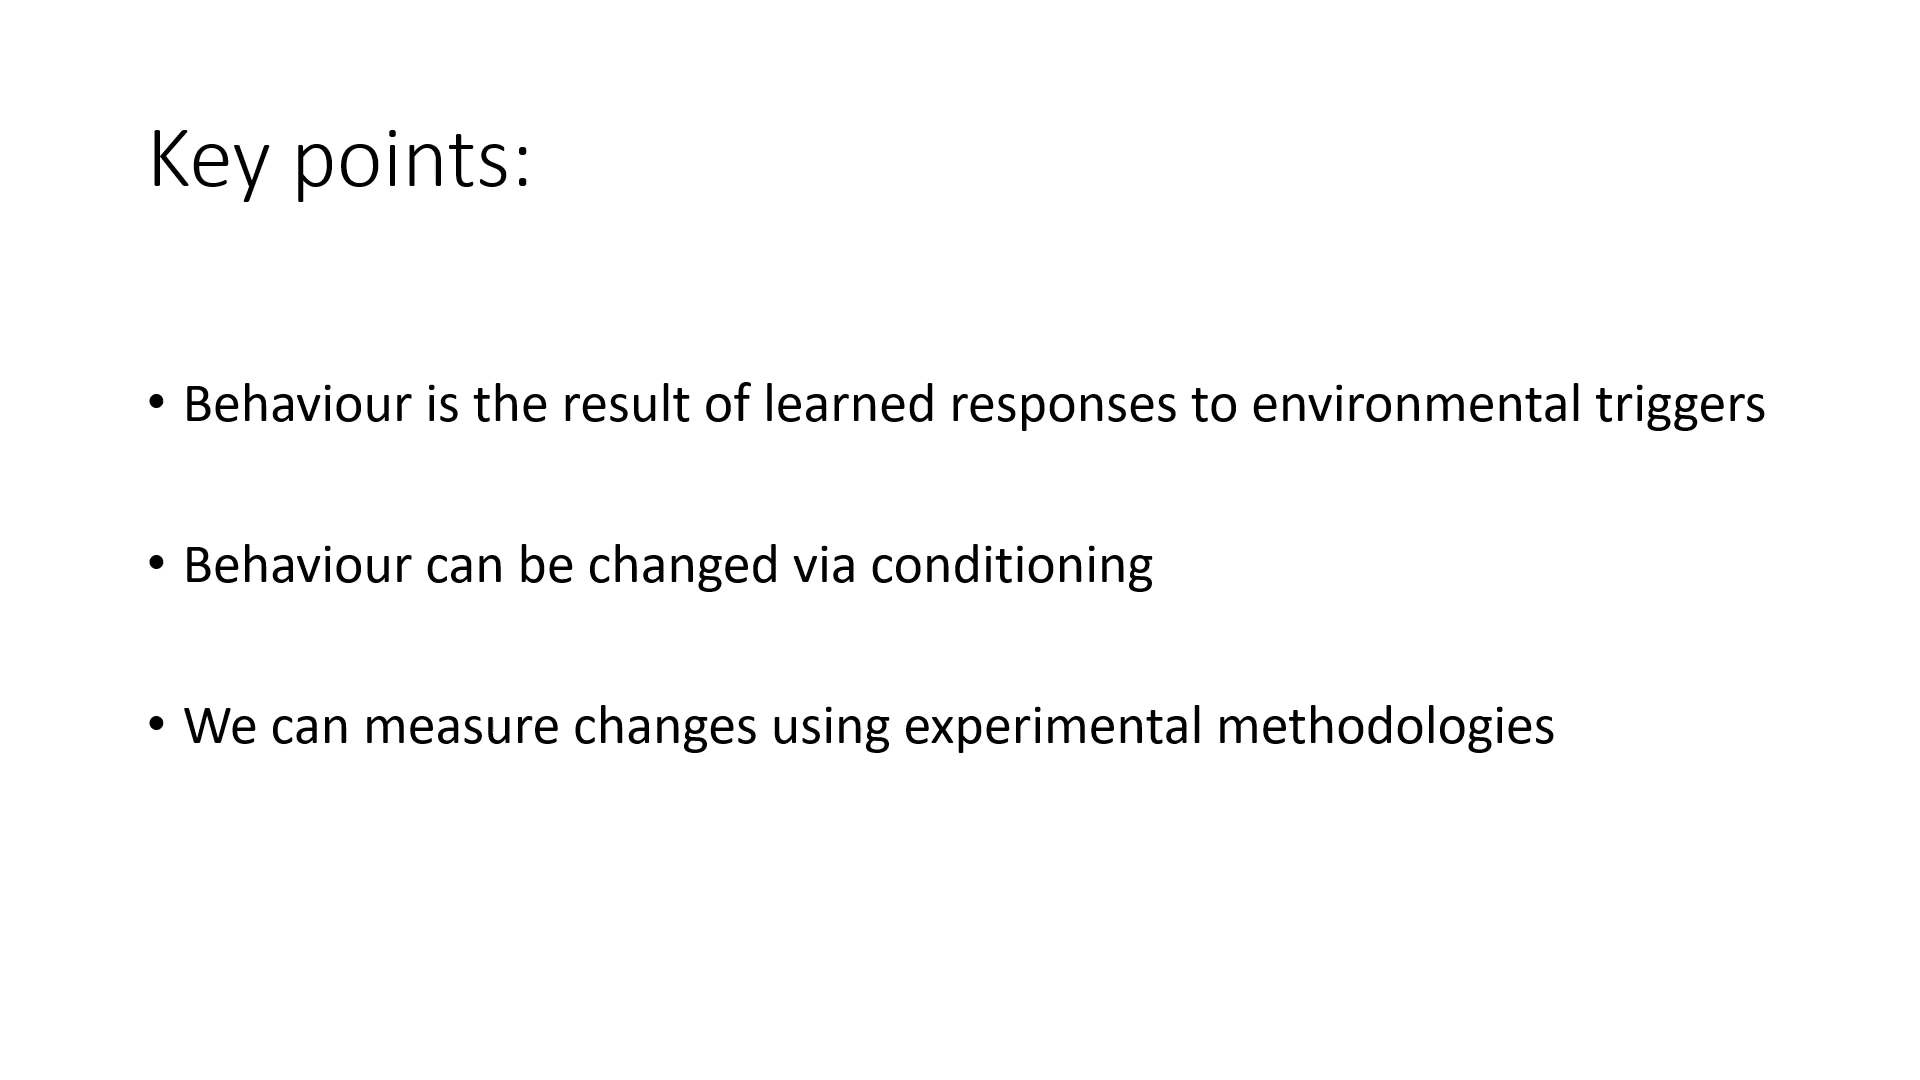 Key points:
• Behaviour is the result of learned responses to environmental triggers
• Behaviour can be changed via conditioning
• We can measure changes using experimental methodologies